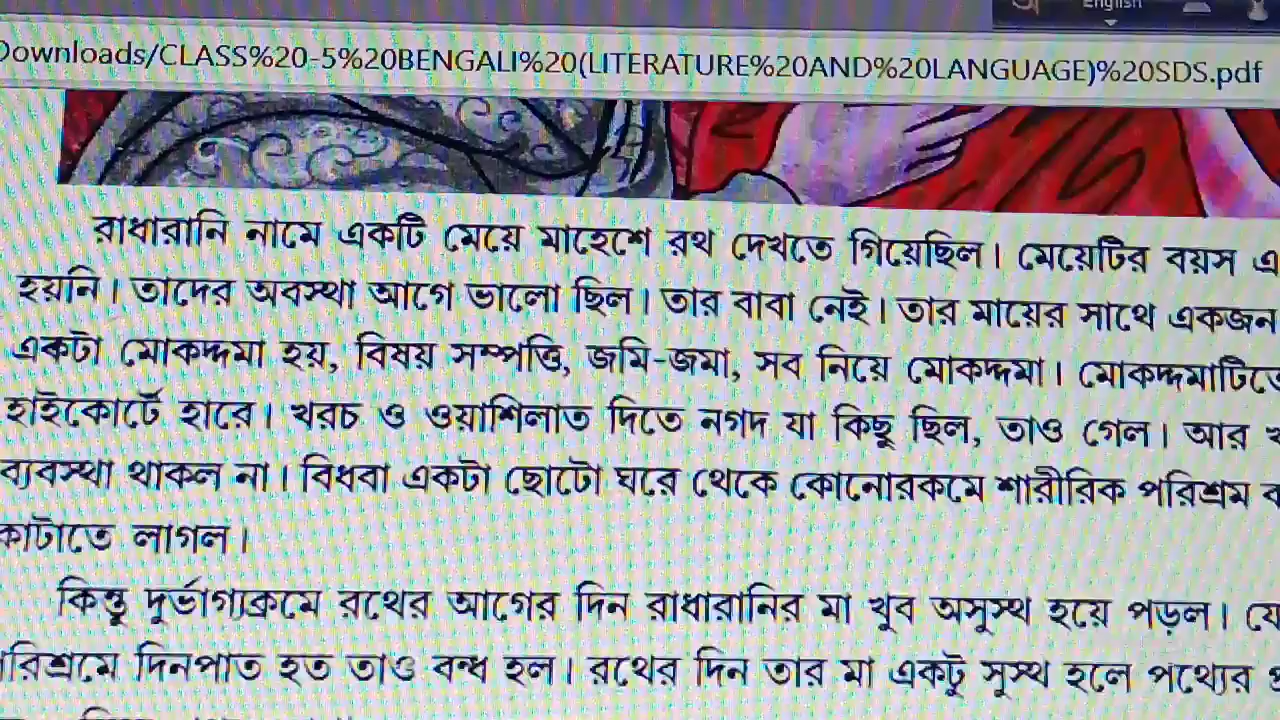 English
Downloads/CLASS%20-5%20BENGALI%20(LITERATURE%20AND%20LANGUAGE)%20SDS.pdf
রাধারানি নামে একটি মেয়ে মাহেশে রথ দেখতে গিয়েছিল। মেয়েটির বয়স
হয়নি। তাদের অবস্থা আগে ভালো ছিল। তার বাবা নেই। তার মায়ের সাথে একজন
একটা মোকদ্দমা হয়, বিষয় সম্পত্তি, জমি-জমা, সব নিয়ে মোকদ্দমা। মোকদ্দমাটিতে
হাইকোর্টে হারে। খরচ ও ওয়াশিলাত দিতে নগদ যা কিছু ছিল, তাও গেল। আর
ব্যবস্থা থাকল না। বিধবা একটা ছোটো ঘরে থেকে কোনোরকমে শারীরিক পরিশ্রম
কাটাতে লাগল।
কিন্তু দুর্ভাগ্যক্রমে রথের আগের দিন রাধারানির মা খুব অসুস্থ হয়ে পড়ল।
পরিশ্রমে দিনপাত হত তাও বন্ধ হল। রথের দিন তার মা একটু সুস্থ হলে পথ্যের